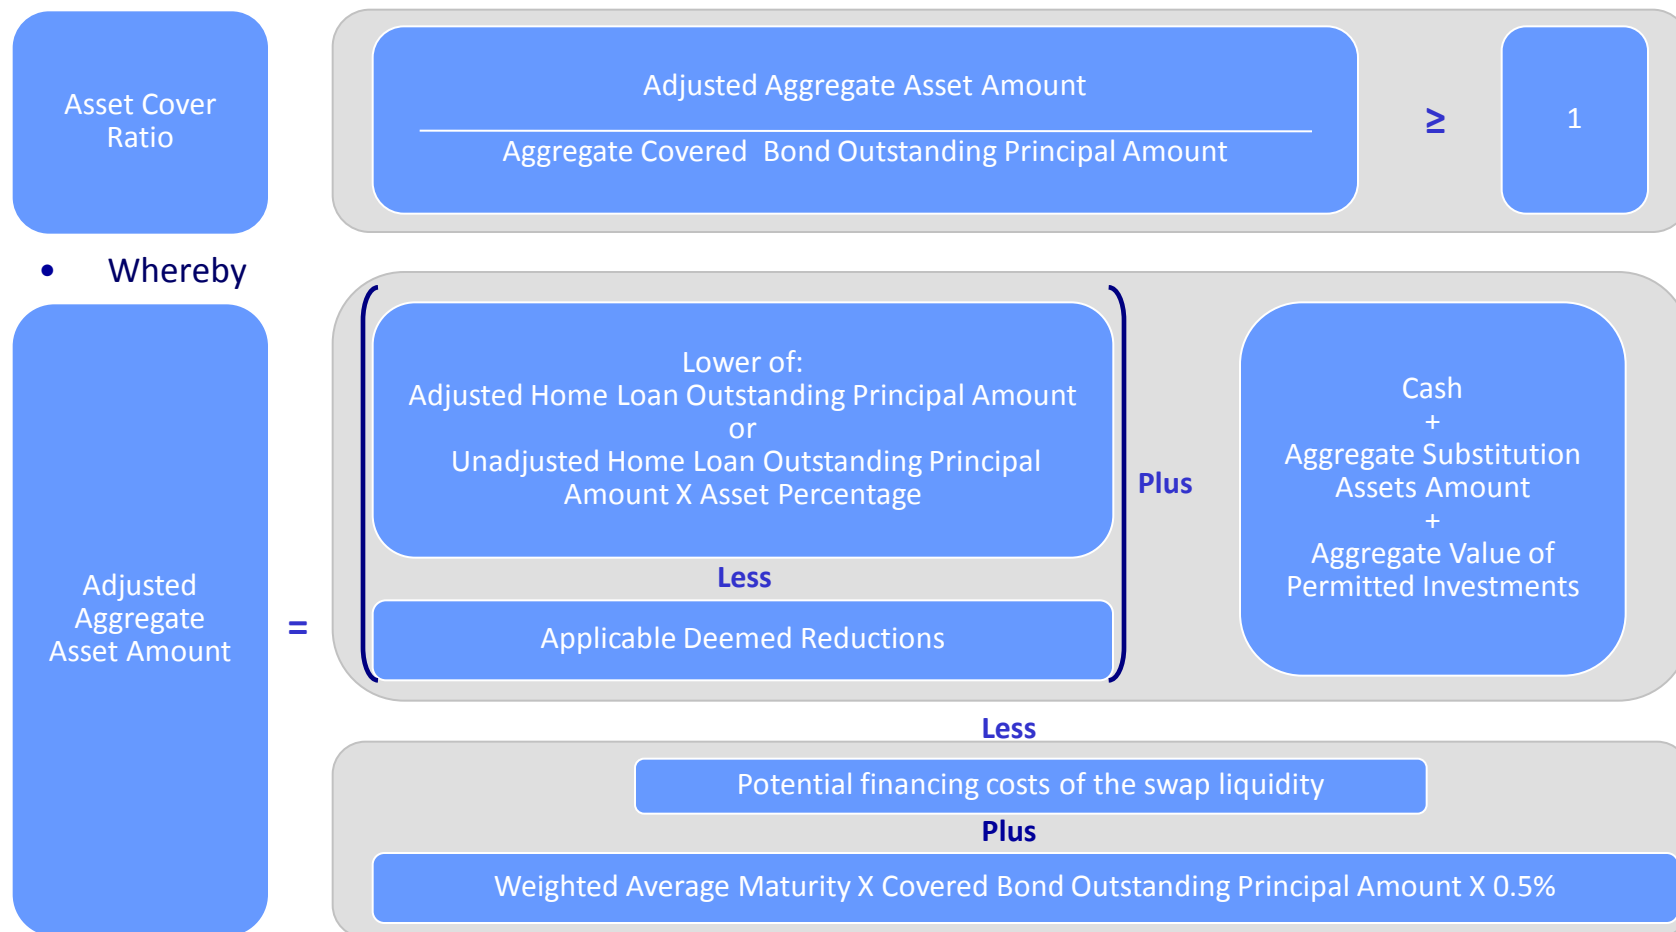 Asset Cover
Ratio
Adjusted Aggregate Asset Amount
Aggregate Covered Bond Outstanding Principal Amount
≥
1
• Whereby
Adjusted
Aggregate
Asset Amount
=
Lower of:
Adjusted Home Loan Outstanding Principal Amount
or
Unadjusted Home Loan Outstanding Principal
Amount X Asset Percentage
Less
Applicable Deemed Reductions
Plus
Cash
+
Aggregate Substitution
Assets Amount
+
Aggregate Value of
Permitted Investments
Less
Potential financing costs of the swap liquidity
Plus
Weighted Average Maturity X Covered Bond Outstanding Principal Amount X 0.5%